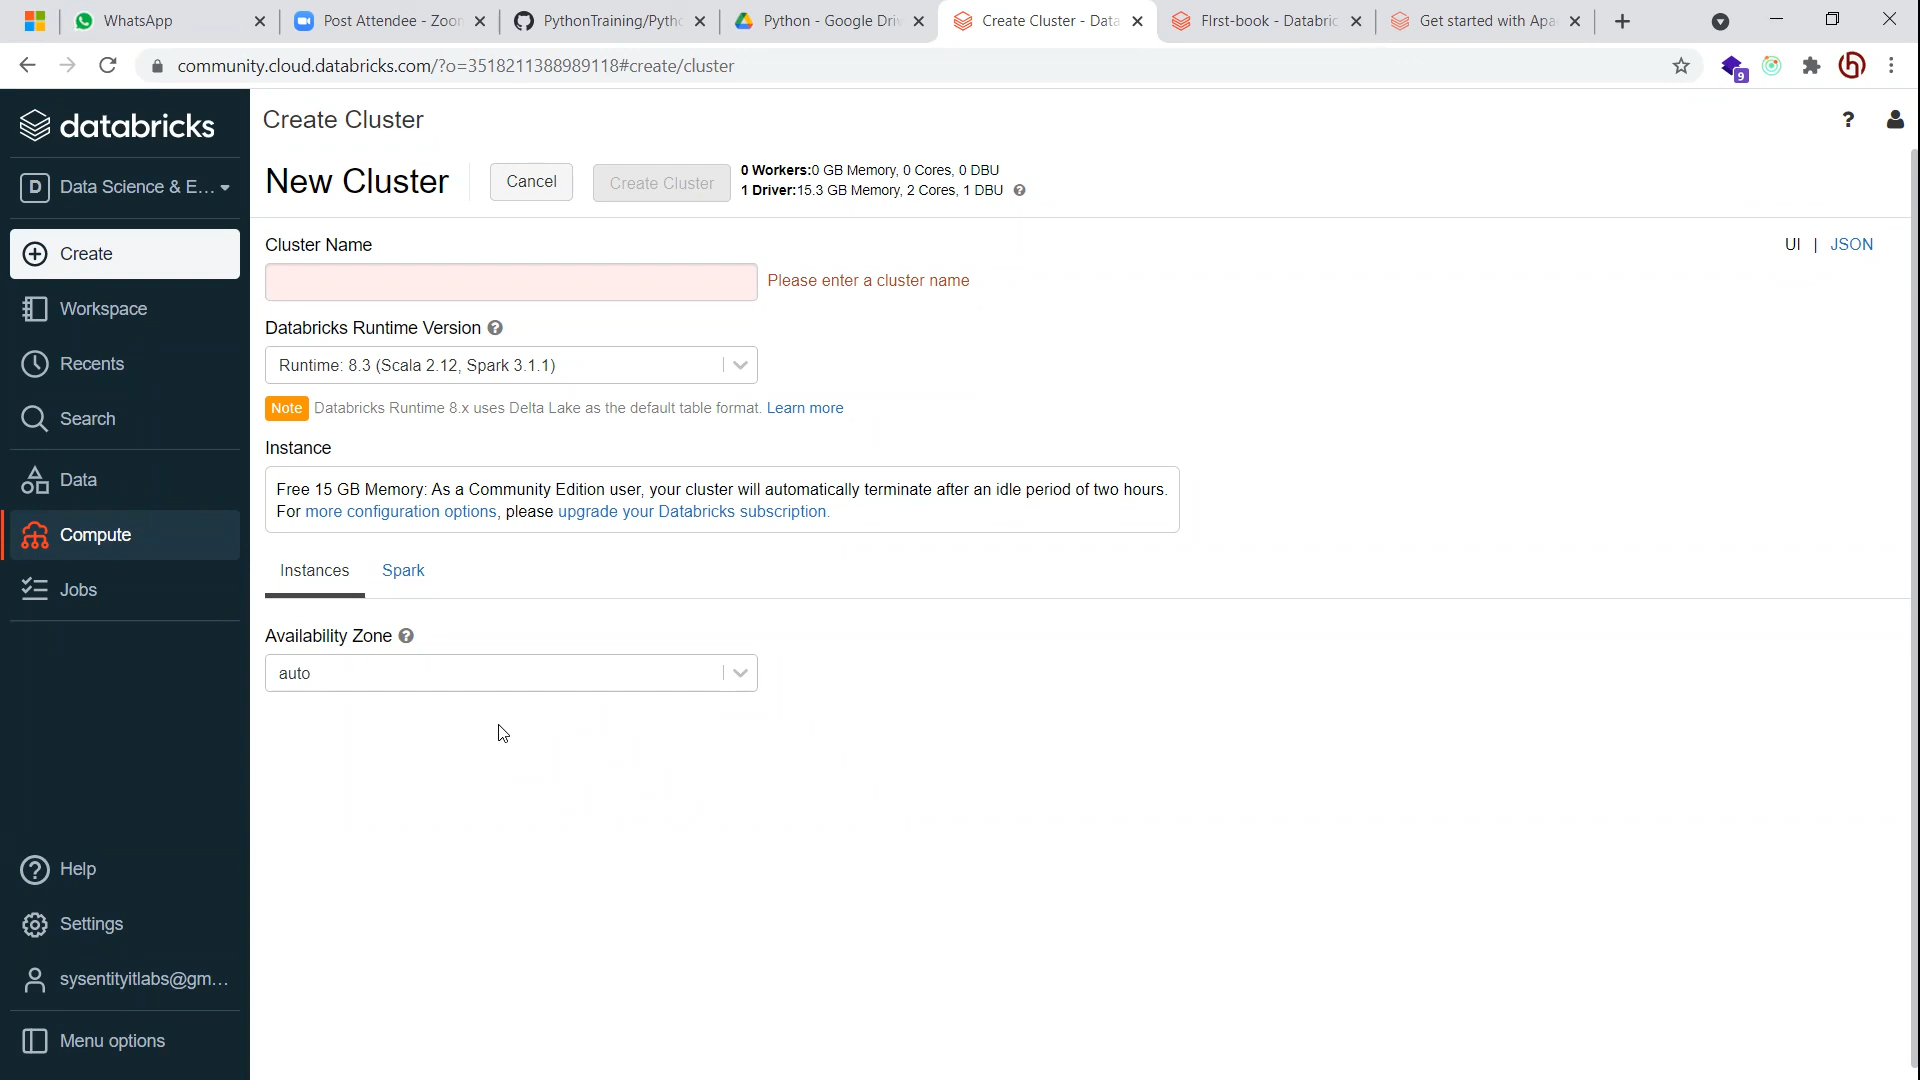 WhatsApp
Post Attendee - Zoon
PythonTraining/Pytho
Python - Google Driv
Create Cluster - Data
FIrst-book - Databric
Get started with Apa
community.cloud.databricks.com/?o=3518211388989118#create/cluster
9
databricks
Create Cluster
?
D Data Science & E...
New Cluster
Cancel
Create Cluster
0 Workers:0 GB Memory, 0 Cores, 0 DBU
1 Driver:15.3 GB Memory, 2 Cores, 1 DBU ?
Create
Workspace
Recents
Search
Data
Compute
Jobs
Cluster Name
UI | JSON
Please enter a cluster name
Databricks Runtime Version ?
Runtime: 8.3 (Scala 2.12, Spark 3.1.1)
Note Databricks Runtime 8.x uses Delta Lake as the default table format. Learn more
Instance
Free 15 GB Memory: As a Community Edition user, your cluster will automatically terminate after an idle period of two hours.
For more configuration options, please upgrade your Databricks subscription.
Instances Spark
Availability Zone ?
auto
? Help
Settings
sysentityitlabs@gm...
Menu options